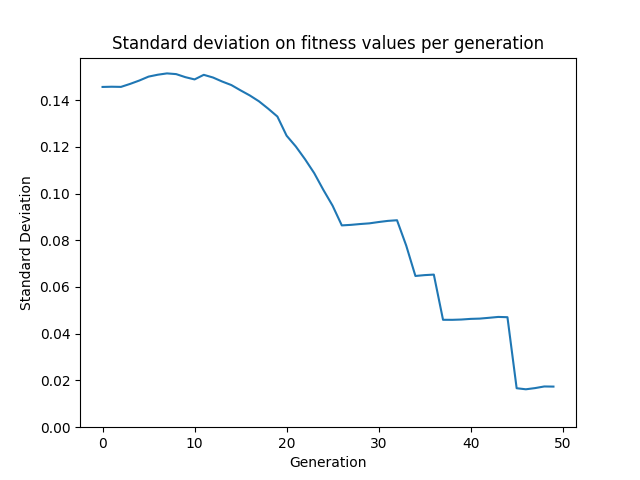 Standard deviation on fitness values per generation
0.14
0.12
0.10
0.08
0.06
0.04
0.02
0.00
Standard Deviation
0 10 20 30 40 50
Generation